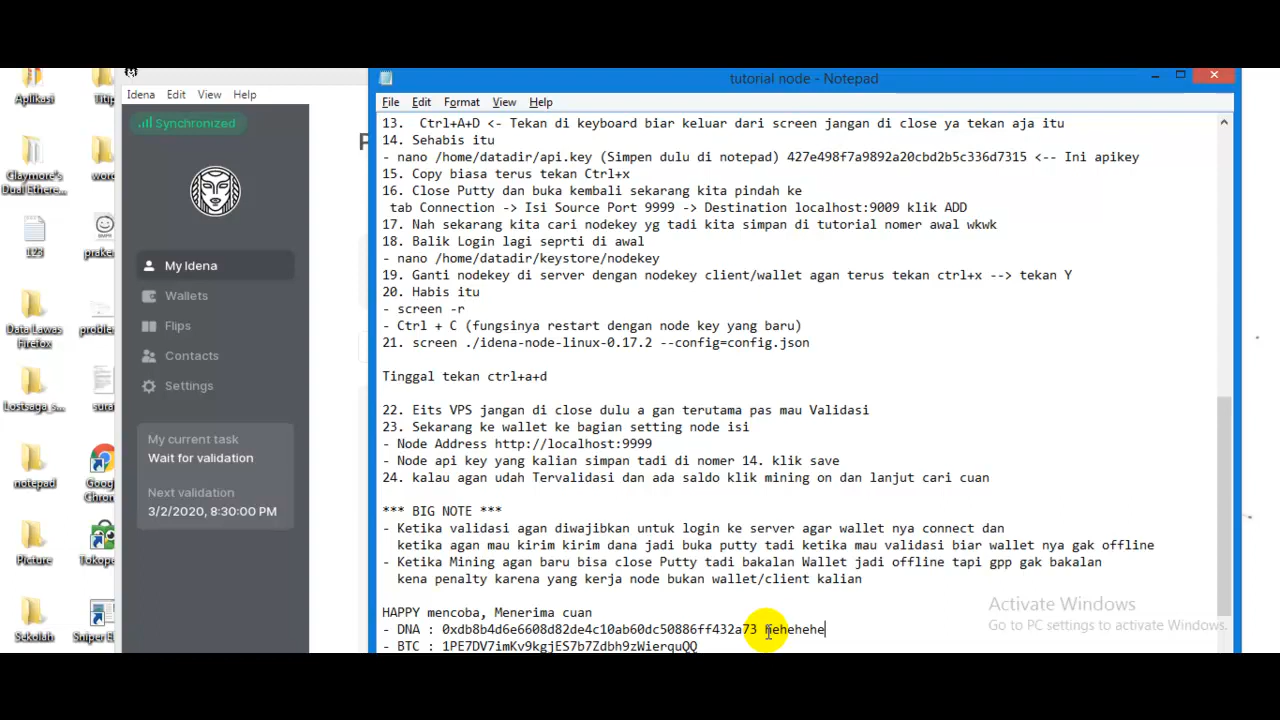 Aplikasi
Titip
Claymore's
Dual Ethere...
word
123
prake
Data Lawas
Firefox
proble
Lostsaga_s...
sura
notepad
Goog
Chron
Picture
Tokope
Sekolah
Sniper E
Idena Edit View Help
Synchronized
My Idena
Wallets
Flips
Contacts
Settings
My current task
Wait for validation
Next validation
3/2/2020, 8:30:00 PM
P
tutorial node - Notepad
File Edit Format View Help
13.  Ctrl+A+D <- Tekan di keyboard biar keluar dari screen jangan di close ya tekan aja itu
14. Sehabis itu
- nano /home/datadir/api.key (Simpen dulu di notepad) 427e498f7a9892a20cbd2b5c336d7315 <-- Ini apikey
15. Copy biasa terus tekan Ctrl+x
16. Close Putty dan buka kembali sekarang kita pindah ke
tab Connection -> Isi Source Port 9999 -> Destination localhost:9009 klik ADD
17. Nah sekarang kita cari nodekey yg tadi kita simpan di tutorial nomer awal wkwk
18. Balik Login lagi seprti di awal
- nano /home/datadir/keystore/nodekey
19. Ganti nodekey di server dengan nodekey client/wallet agan terus tekan ctrl+x --> tekan Y
20. Habis itu
- screen -r
- Ctrl + C (fungsinya restart dengan node key yang baru)
21. screen ./idena-node-linux-0.17.2 --config=config.json
Tinggal tekan ctrl+a+d
22. Eits VPS jangan di close dulu a gan terutama pas mau Validasi
23. Sekarang ke wallet ke bagian setting node isi
- Node Address http://localhost:9999
- Node api key yang kalian simpan tadi di nomer 14. klik save
24. kalau agan udah Tervalidasi dan ada saldo klik mining on dan lanjut cari cuan
*** BIG NOTE ***
- Ketika validasi agan diwajibkan untuk login ke server agar wallet nya connect dan
ketika agan mau kirim kirim dana jadi buka putty tadi ketika mau validasi biar wallet nya gak offline
- Ketika Mining agan baru bisa close Putty tadi bakalan Wallet jadi offline tapi gpp gak bakalan
kena penalty karena yang kerja node bukan wallet/client kalian
HAPPY mencoba, Menerima cuan
- DNA : 0xdb8b4d6e6608d82de4c10ab60dc50886ff432a73 hehehehe
- BTC : 1PE7DV7imKv9kgjES7b7Zdbh9zWierquQQ
Activate Windows
Go to PC settings to activate Windows.